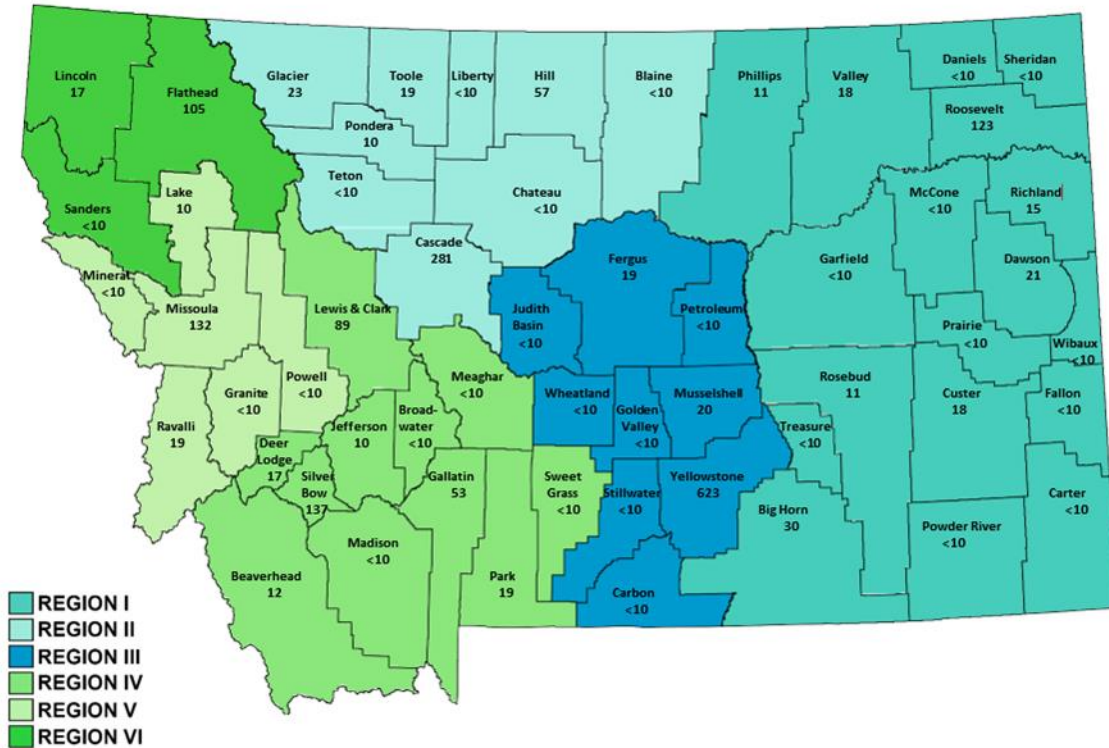 Lincoln
17
Flathead
105
Glacier
23
Toole
19
Liberty
<10
Hill
57
Blaine
<10
Phillips
11
Valley
18
Daniels
<10
Sheridan
<10
Roosevelt
123
Pondera
10
Teton
<10
Chateau
<10
Sanders
<10
Lake
10
McCone
<10
Richland
15
Cascade
281
Fergus
19
Garfield
<10
Dawson
21
Mineral
<10
Missoula
132
Lewis & Clark
89
Judith
Basin
<10
Petroleum
<10
Prairie
<10
Wibaux
<10
Powell
<10
Granite
<10
Meaghar
<10
Wheatland
<10
Golden
Valley
<10
Musselshell
20
Rosebud
11
Custer
18
Fallon
<10
Ravalli
19
Deer
Lodge
17
Jefferson
10
Broad-
water
<10
Treasure
<10
Silver
Bow
137
Gallatin
53
Sweet
Grass
<10
Stillwater
<10
Yellowstone
623
Big Horn
30
Carter
<10
Powder River
<10
Beaverhead
12
Madison
<10
Park
19
Carbon
<10
REGION I
REGION II
REGION III
REGION IV
REGION V
REGION VI